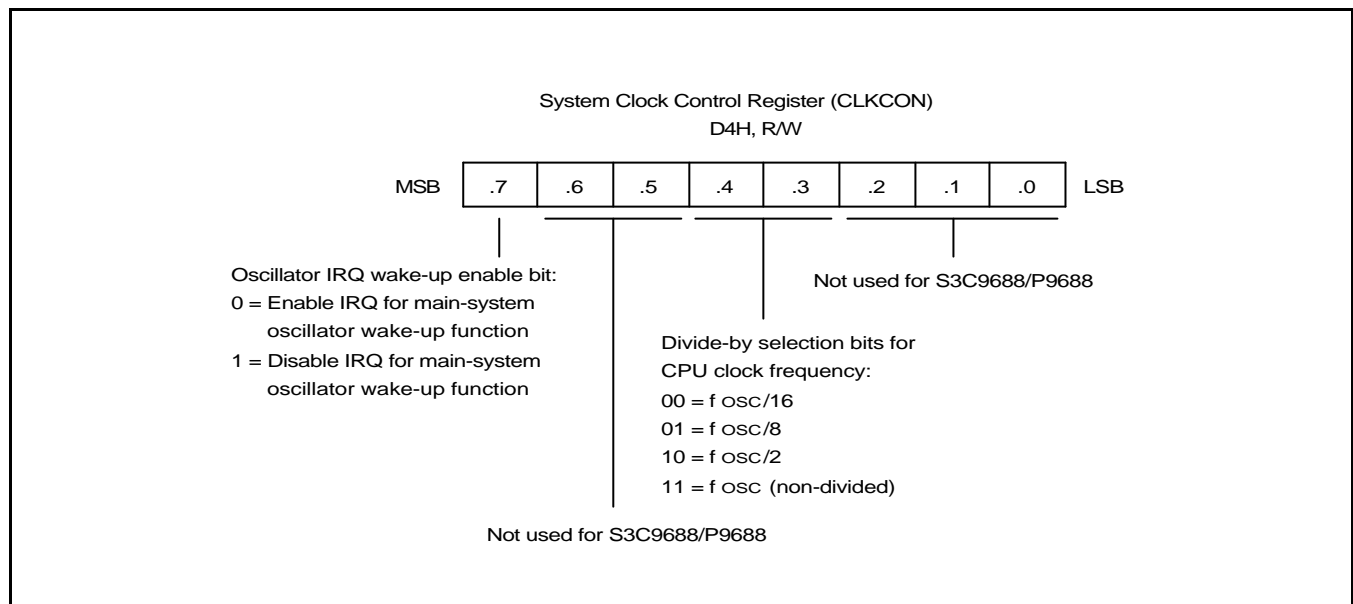 System Clock Control Register (CLKCON)
D4H, R/W
MSB .7 .6 .5 .4 .3 .2 .1 .0 LSB
Oscillator IRQ wake-up enable bit:
0 = Enable IRQ for main-system
oscillator wake-up function
1 = Disable IRQ for main-system
oscillator wake-up function
Not used for S3C9688/P9688
Divide-by selection bits for
CPU clock frequency:
00 = f OSC/16
01 = f OSC/8
10 = f OSC/2
11 = f OSC (non-divided)
Not used for S3C9688/P9688